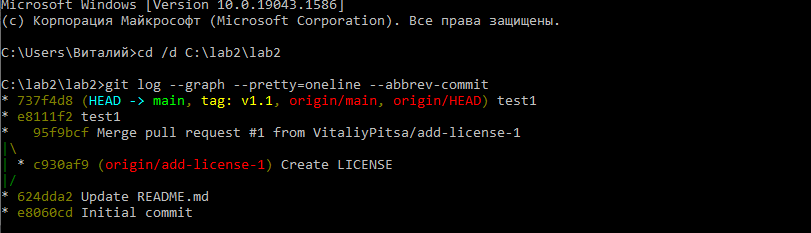 Microsoft Windows [Version 10.0.19043.1586]
(c) Корпорация Майкрософт (Microsoft Corporation). Все права защищены.
C:\Users\Виталий>cd /d C:\lab2\lab2
C:\lab2\lab2>git log --graph --pretty=oneline --abbrev-commit
* 737f4d8 (HEAD -> main, tag: v1.1, origin/main, origin/HEAD) test1
* e8111f2 test1
*   95f9bcf Merge pull request #1 from VitaliyPitsa/add-license-1
|\
| * c930af9 (origin/add-license-1) Create LICENSE
|/
* 624dda2 Update README.md
* e8060cd Initial commit